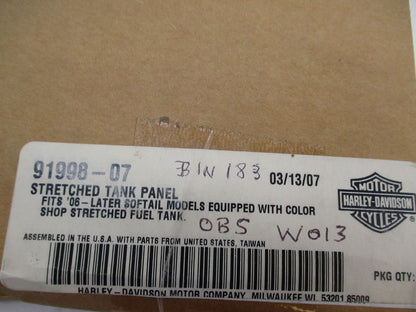 91998-07 BIN 183 03/13/07
STRETCHED TANK PANEL
FITS '06-LATER SOFTAIL MODELS EQUIPPED WITH COLOR
SHOP STRETCHED FUEL TANK.
OBS W013
MOTOR
HARLEY-DAVIDSON
CYCLES
ASSEMBLED IN THE U.S.A. WITH PARTS FROM UNITED STATES, TAIWAN
PKG QTY:
HARLEY-DAVIDSON MOTOR COMPANY, MILWAUKEE WI. 53201 85009